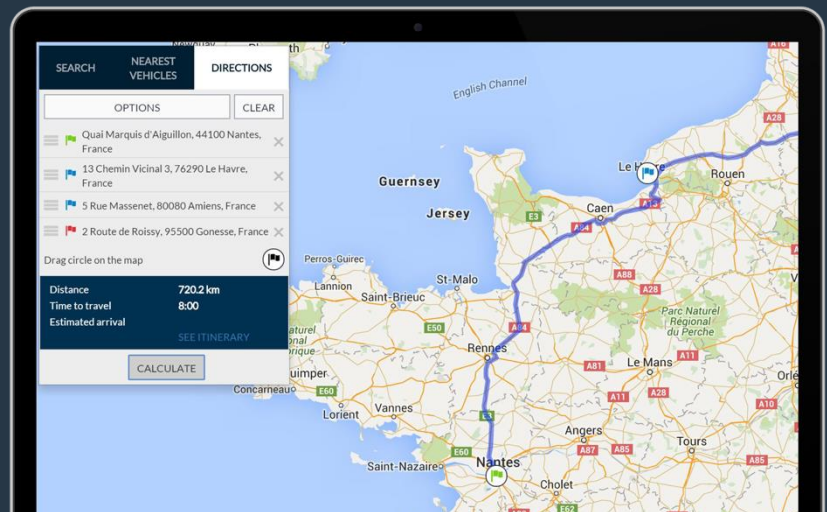 SEARCH
NEAREST
VEHICLES
DIRECTIONS
OPTIONS
CLEAR
Quai Marquis d'Aiguillon, 44100 Nantes,
France
13 Chemin Vicinal 3, 76290 Le Havre,
France
5 Rue Massenet, 80080 Amiens, France
2 Route de Roissy, 95500 Gonesse, France
Drag circle on the map
Distance 720.2 km
Time to travel 8:00
Estimated arrival
SEE ITINERARY
CALCULATE
A16
English Channel
A28
Le Havre
Rouen
Guernsey
Jersey
E3
Caen
A13
A84
Perros-Guirec
Lannion
St-Malo
Saint-Brieuc
A88
A28
Parc Naturel
Régional
du Perche
E50
A84
Rennes
A81
Le Mans
A11
Concarneau
E60
A11
A28
A10
Lorient
Vannes
E3
Angers
A87
A85
Tours
A85
E60
Saint-Nazaire
Nantes
Cholet
E62